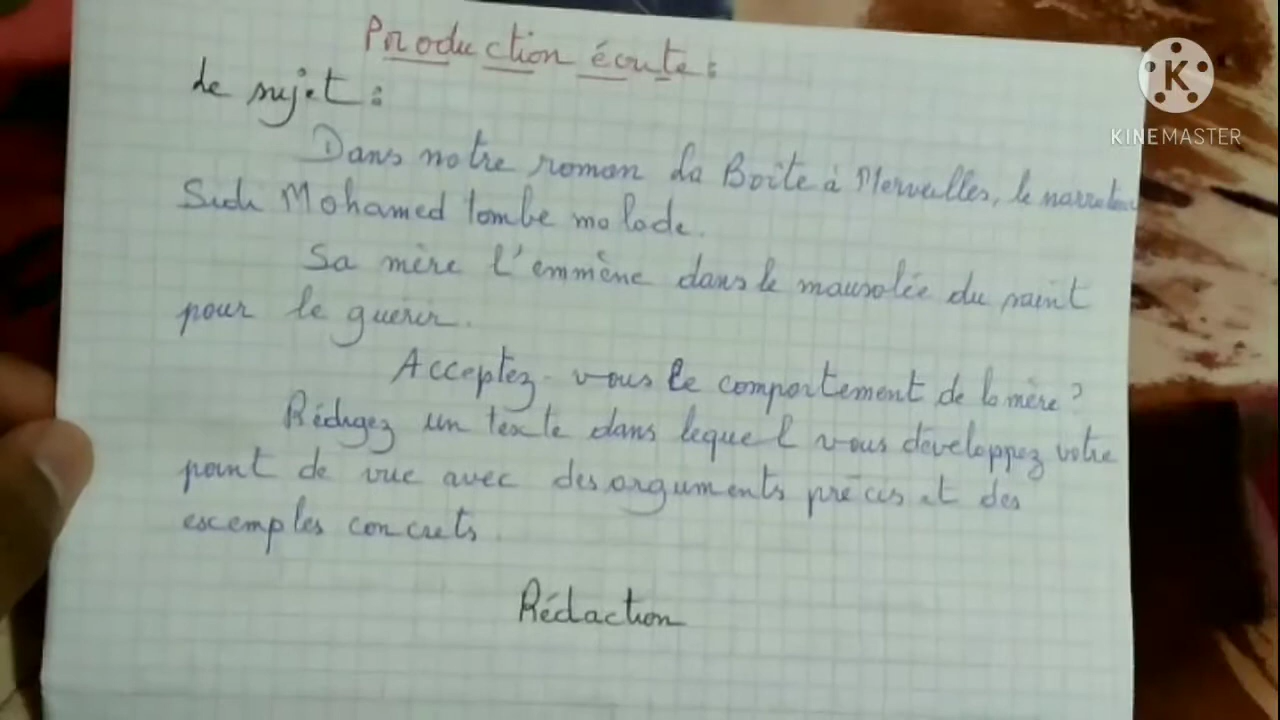 Production écrite :
Le sujet :
Dans notre roman La Boîte à Merveilles, le narrateur
Sidi Mohamed tombe malade.
Sa mère l'emmène dans le mausolée du saint
pour le guérir.
Acceptez-vous le comportement de la mère ?
Rédigez un texte dans lequel vous développez votre
point de vue avec des arguments précis et des
exemples concrets
Rédaction
KINEMASTER